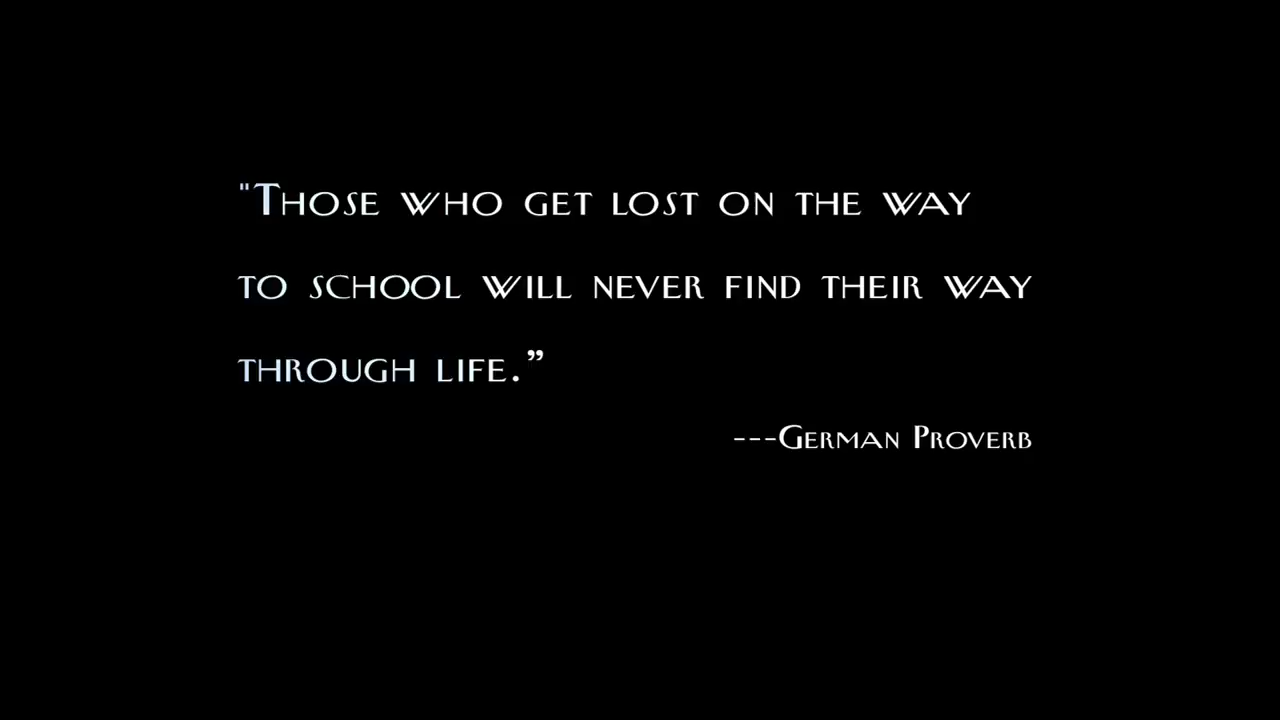 "Those who get lost on the way
to school will never find their way
through life.”
---German Proverb